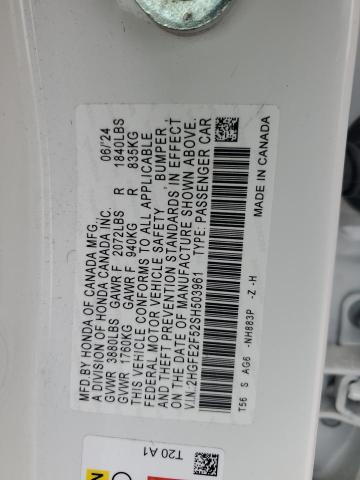 MFD BY HONDA OF CANADA MFG. 06/24
A DIVISION OF HONDA CANADA INC.
GVWR 3880LBS GAWR F 2072LBS R 1840LBS
GVWR 1760KG GAWR F 940KG R 835KG
THIS VEHICLE CONFORMS TO ALL APPLICABLE
FEDERAL MOTOR VEHICLE SAFETY, BUMPER,
AND THEFT PREVENTION STANDARDS IN EFFECT
ON THE DATE OF MANUFACTURE SHOWN ABOVE.
V.I.N: 2HGFE2F52SH503961 TYPE: PASSENGER CAR
T56 S AG6 -NH883P -Z -H MADE IN CANADA
T20 A1